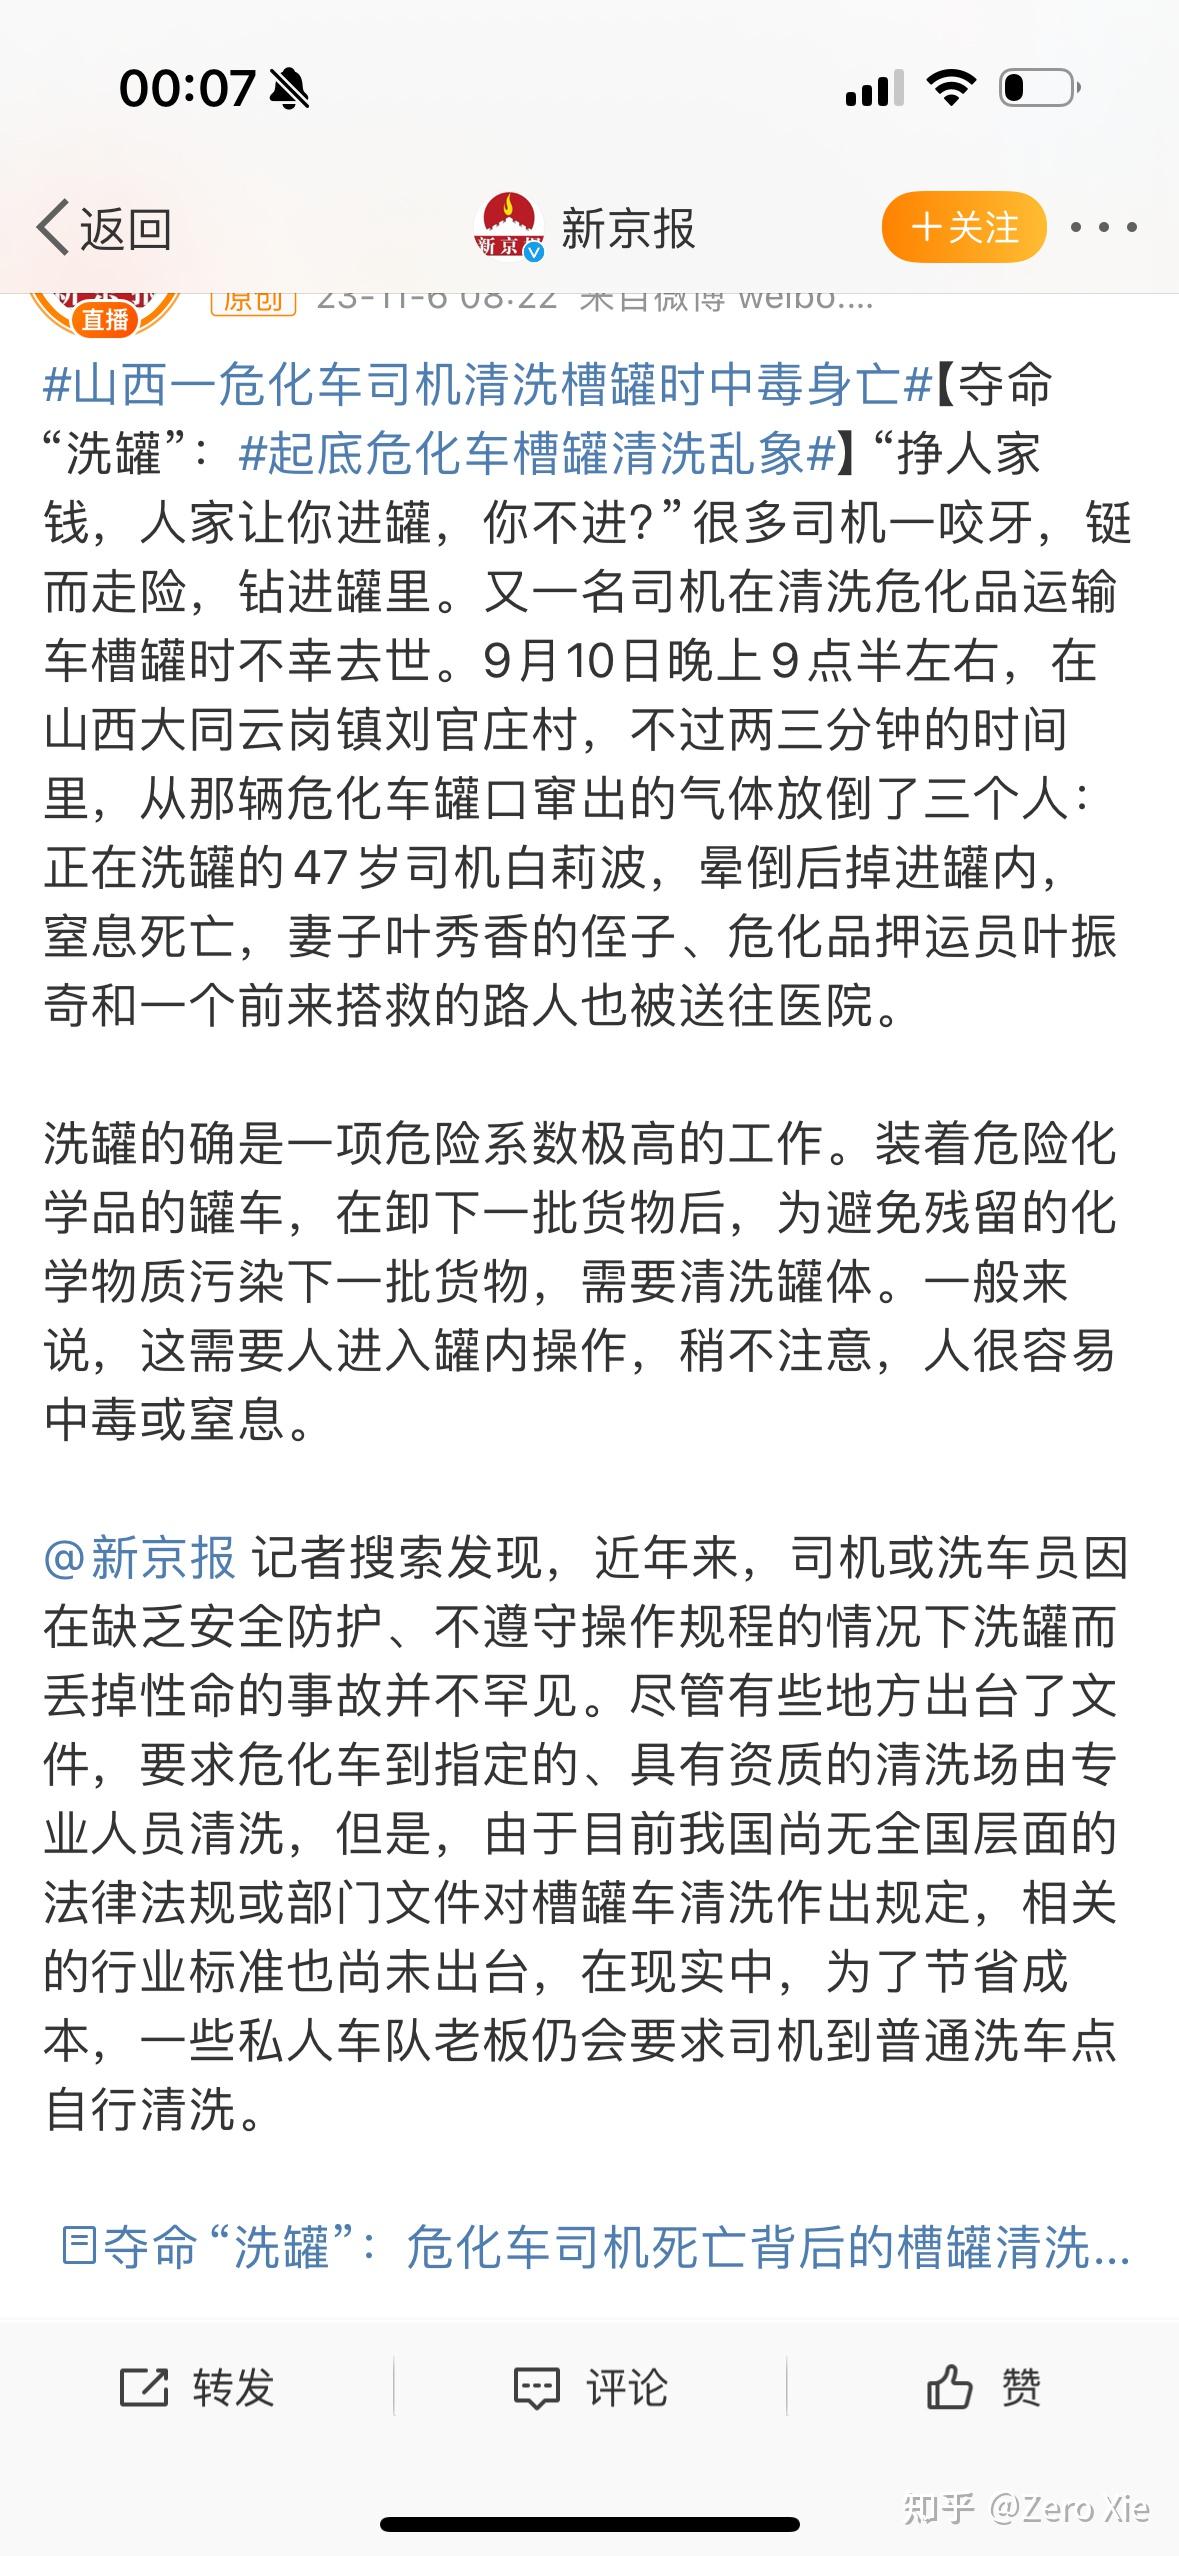 00:07
返回
新京报
新京报
+关注
直播
原创 23-11-6 08:22 来自微博 weibo....
#山西一危化车司机清洗槽罐时中毒身亡#【夺命
“洗罐”：#起底危化车槽罐清洗乱象#】“挣人家
钱，人家让你进罐，你不进?”很多司机一咬牙，铤
而走险，钻进罐里。又一名司机在清洗危化品运输
车槽罐时不幸去世。9月10日晚上9点半左右，在
山西大同云岗镇刘官庄村，不过两三分钟的时间
里，从那辆危化车罐口窜出的气体放倒了三个人：
正在洗罐的47岁司机白莉波，晕倒后掉进罐内，
窒息死亡，妻子叶秀香的侄子、危化品押运员叶振
奇和一个前来搭救的路人也被送往医院。
洗罐的确是一项危险系数极高的工作。装着危险化
学品的罐车，在卸下一批货物后，为避免残留的化
学物质污染下一批货物，需要清洗罐体。一般来
说，这需要人进入罐内操作，稍不注意，人很容易
中毒或窒息。
@新京报 记者搜索发现，近年来，司机或洗车员因
在缺乏安全防护、不遵守操作规程的情况下洗罐而
丢掉性命的事故并不罕见。尽管有些地方出台了文
件，要求危化车到指定的、具有资质的清洗场由专
业人员清洗，但是，由于目前我国尚无全国层面的
法律法规或部门文件对槽罐车清洗作出规定，相关
的行业标准也尚未出台，在现实中，为了节省成
本，一些私人车队老板仍会要求司机到普通洗车点
自行清洗。
夺命“洗罐”：危化车司机死亡背后的槽罐清洗...
转发
评论
赞
知乎 @Zero Xie